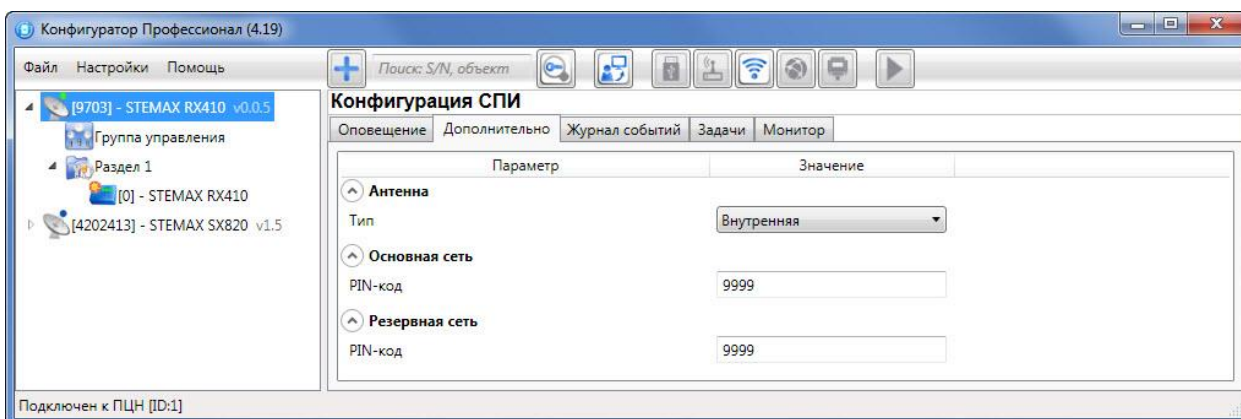 Конфигуратор Профессионал (4.19)
Файл Настройки Помощь
Поиск: S/N, объект
[9703] - STEMAX RX410 v0.0.5
Группа управления
Раздел 1
[0] - STEMAX RX410
[4202413] - STEMAX SX820 v1.5
Конфигурация СПИ
Оповещение Дополнительно Журнал событий Задачи Монитор
Параметр Значение
Антенна
Тип Внутренняя
Основная сеть
PIN-код 9999
Резервная сеть
PIN-код 9999
Подключен к ПЦН [ID:1]